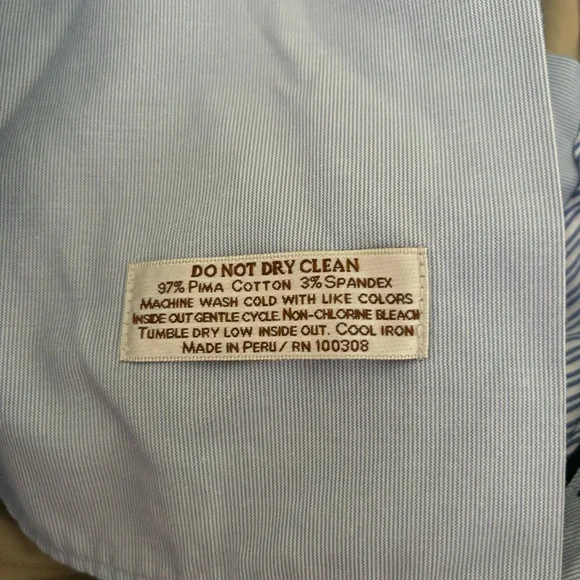 DO NOT DRY CLEAN
97% PIMA COTTON 3% SPANDEX
MACHINE WASH COLD WITH LIKE COLORS
INSIDE OUT GENTLE CYCLE. NON-CHLORINE BLEACH
TUMBLE DRY LOW INSIDE OUT. COOL IRON
MADE IN PERU / RN 100308